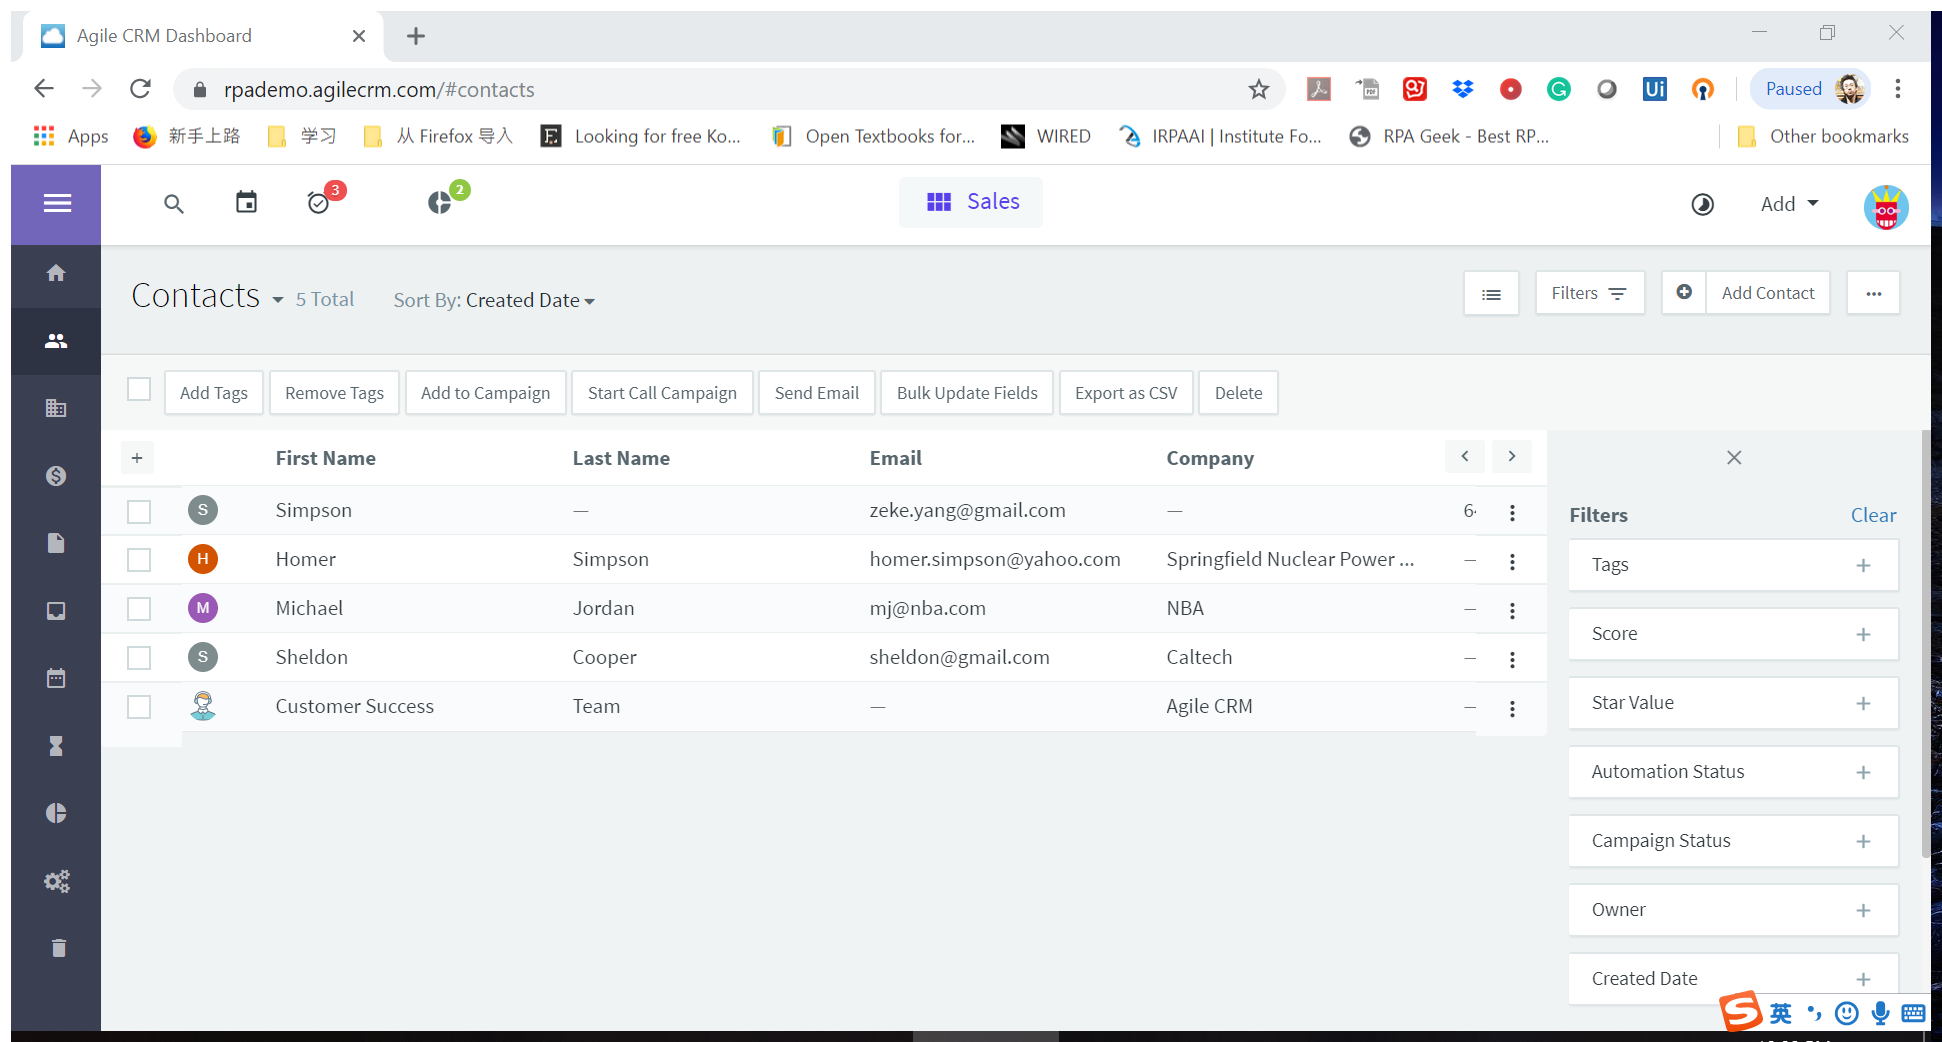 Agile CRM Dashboard
rpademo.agilecrm.com/#contacts
Paused
Apps 新手上路 学习 从 Firefox 导入 Looking for free Ko... Open Textbooks for... WIRED IRPAAI | Institute Fo... RPA Geek - Best RP... Other bookmarks
3 2 Sales Add
Contacts 5 Total Sort By: Created Date Filters Add Contact ...
Add Tags Remove Tags Add to Campaign Start Call Campaign Send Email Bulk Update Fields Export as CSV Delete
+ First Name Last Name Email Company < >
S Simpson — zeke.yang@gmail.com —
H Homer Simpson homer.simpson@yahoo.com Springfield Nuclear Power ... —
M Michael Jordan mj@nba.com NBA —
S Sheldon Cooper sheldon@gmail.com Caltech —
Customer Success Team — Agile CRM —
Filters Clear
Tags +
Score +
Star Value +
Automation Status +
Campaign Status +
Owner +
Created Date +
英